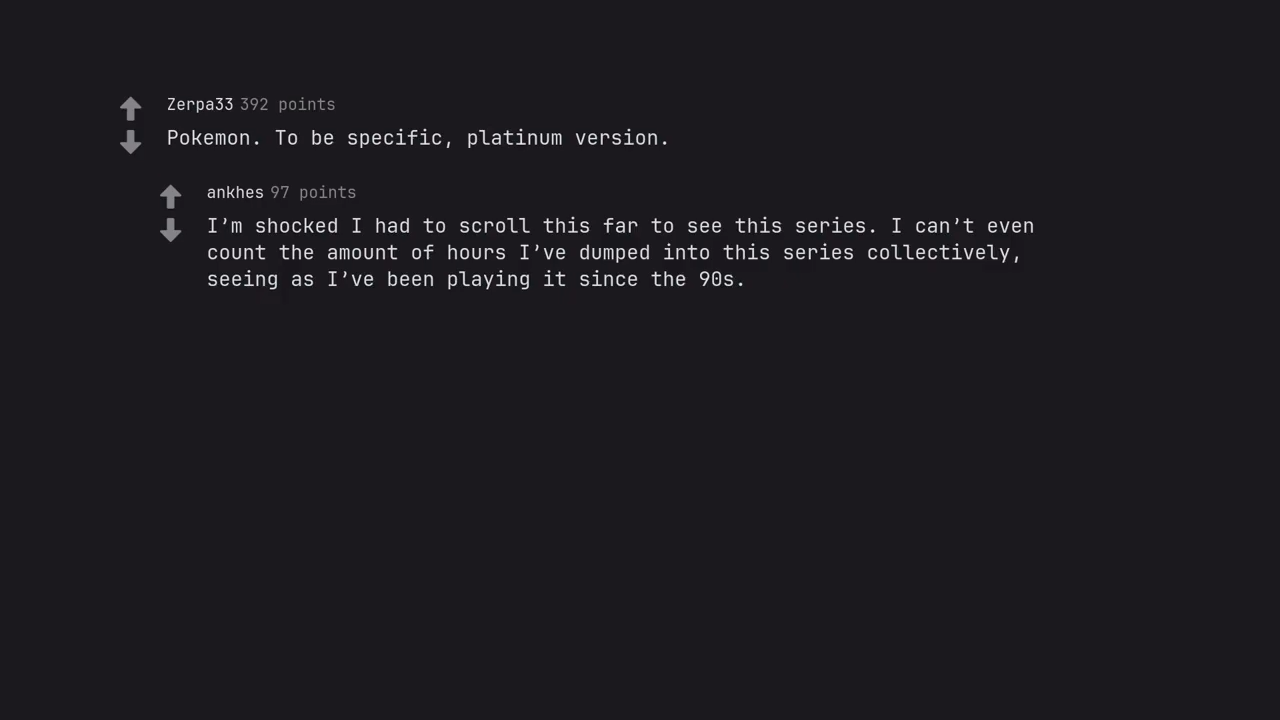 Zerpa33 392 points
Pokemon. To be specific, platinum version.
ankhes 97 points
I’m shocked I had to scroll this far to see this series. I can’t even
count the amount of hours I’ve dumped into this series collectively,
seeing as I’ve been playing it since the 90s.